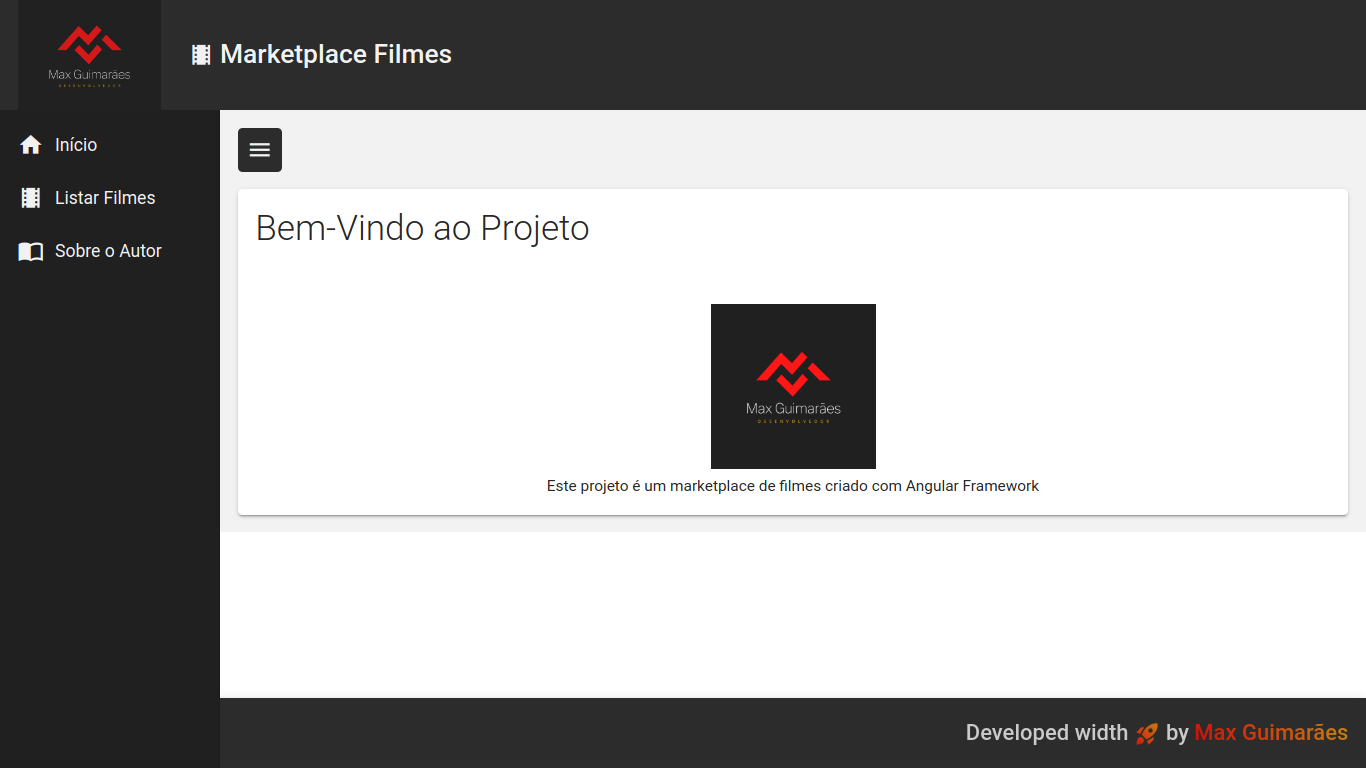 Max Guimarães
DESENVOLVEDOR
Marketplace Filmes
Início
Listar Filmes
Sobre o Autor
Bem-Vindo ao Projeto
Max Guimarães
DESENVOLVEDOR
Este projeto é um marketplace de filmes criado com Angular Framework
Developed width by Max Guimarães